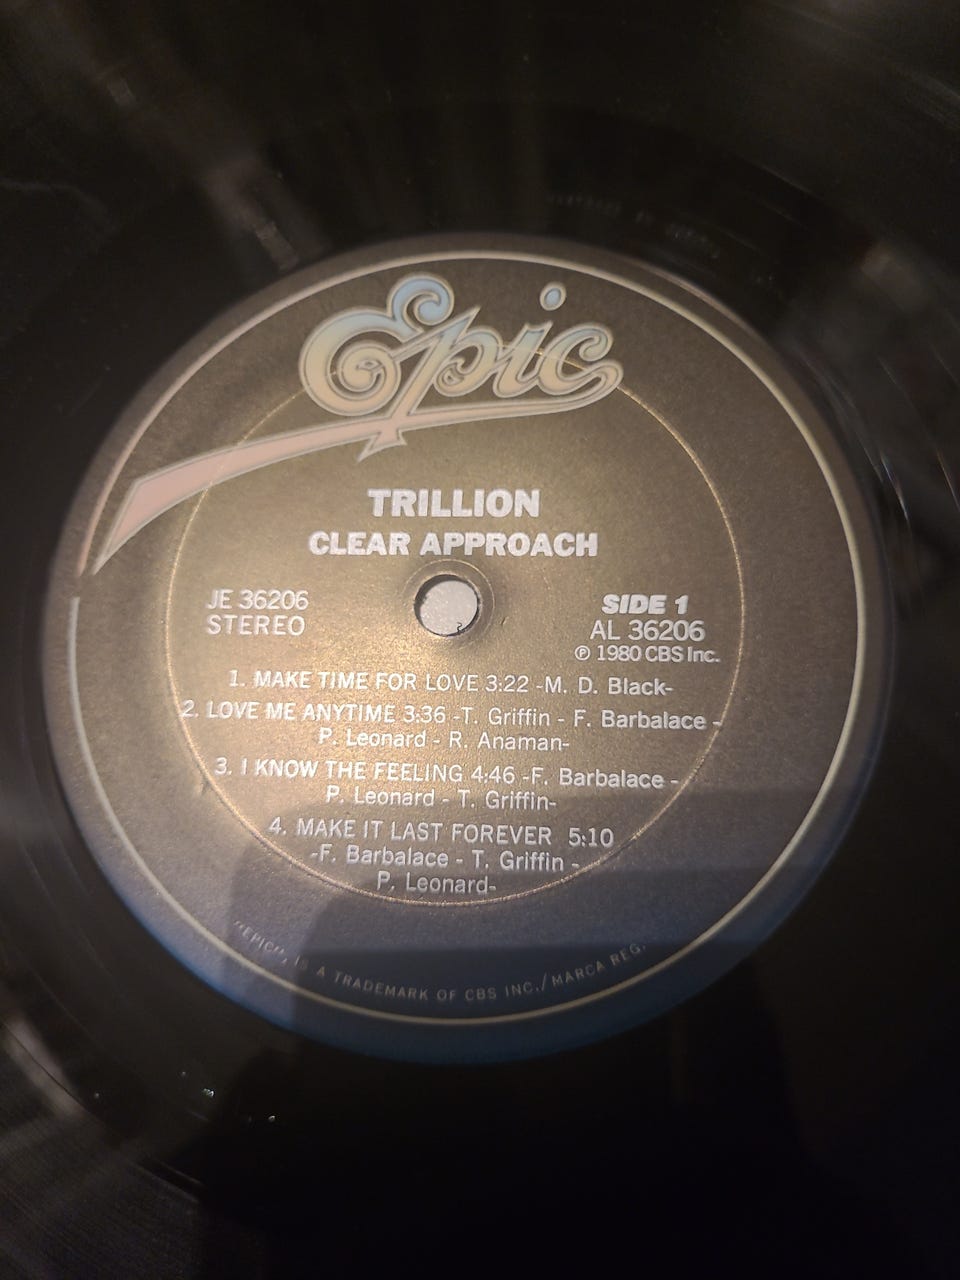 Epic
TRILLION
CLEAR APPROACH
JE 36206
STEREO
SIDE 1
AL 36206
℗ 1980 CBS Inc.
1. MAKE TIME FOR LOVE 3:22 -M. D. Black-
2. LOVE ME ANYTIME 3:36 -T. Griffin - F. Barbalace -
P. Leonard - R. Anaman-
3. I KNOW THE FEELING 4:46 -F. Barbalace -
P. Leonard - T. Griffin-
4. MAKE IT LAST FOREVER 5:10
-F. Barbalace - T. Griffin -
P. Leonard-
"EPIC", IS A TRADEMARK OF CBS INC./MARCA REG.